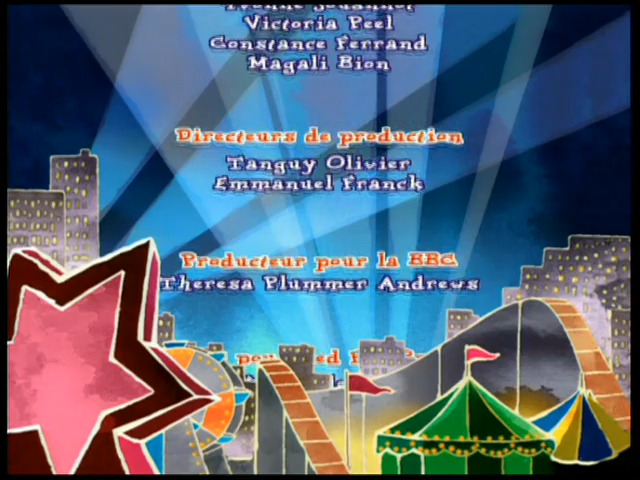 Victoria Peel
Constance Ferrand
Magali Bion
Directeurs de production
Tanguy Olivier
Emmanuel Franck
Producteur pour la BBC
Theresa Plummer Andrews